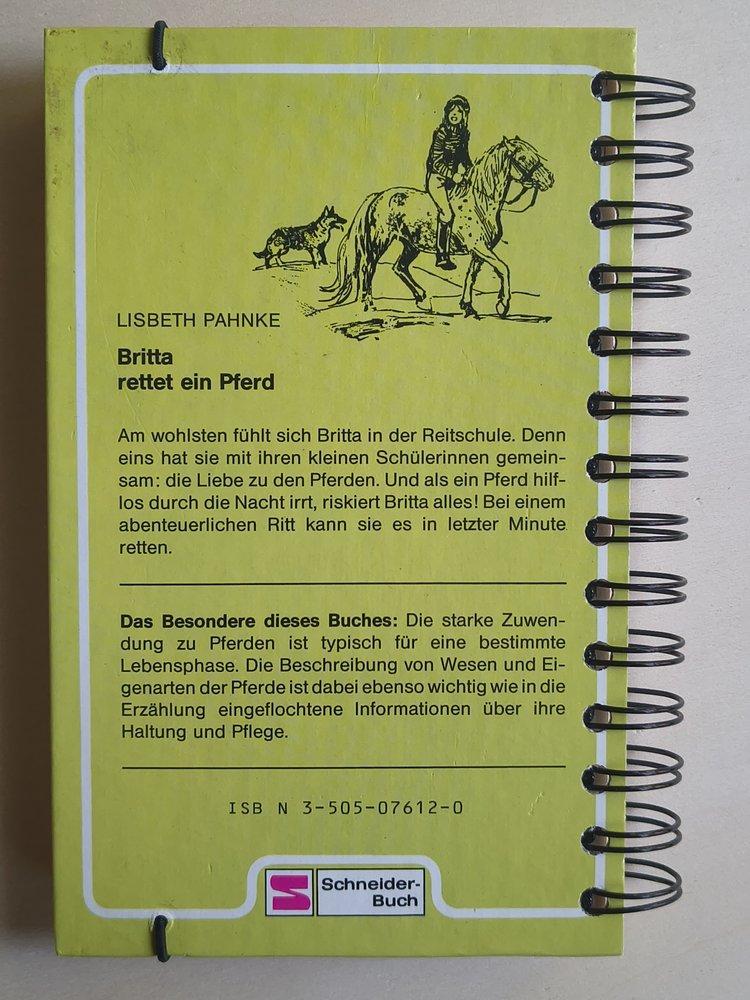 LISBETH PAHNKE
Britta
rettet ein Pferd
Am wohlsten fühlt sich Britta in der Reitschule. Denn
eins hat sie mit ihren kleinen Schülerinnen gemein-
sam: die Liebe zu den Pferden. Und als ein Pferd hilf-
los durch die Nacht irrt, riskiert Britta alles! Bei einem
abenteuerlichen Ritt kann sie es in letzter Minute
retten.
Das Besondere dieses Buches: Die starke Zuwen-
dung zu Pferden ist typisch für eine bestimmte
Lebensphase. Die Beschreibung von Wesen und Ei-
genarten der Pferde ist dabei ebenso wichtig wie in die
Erzählung eingeflochtene Informationen über ihre
Haltung und Pflege.
ISB N 3-505-07612-0
Schneider-
Buch